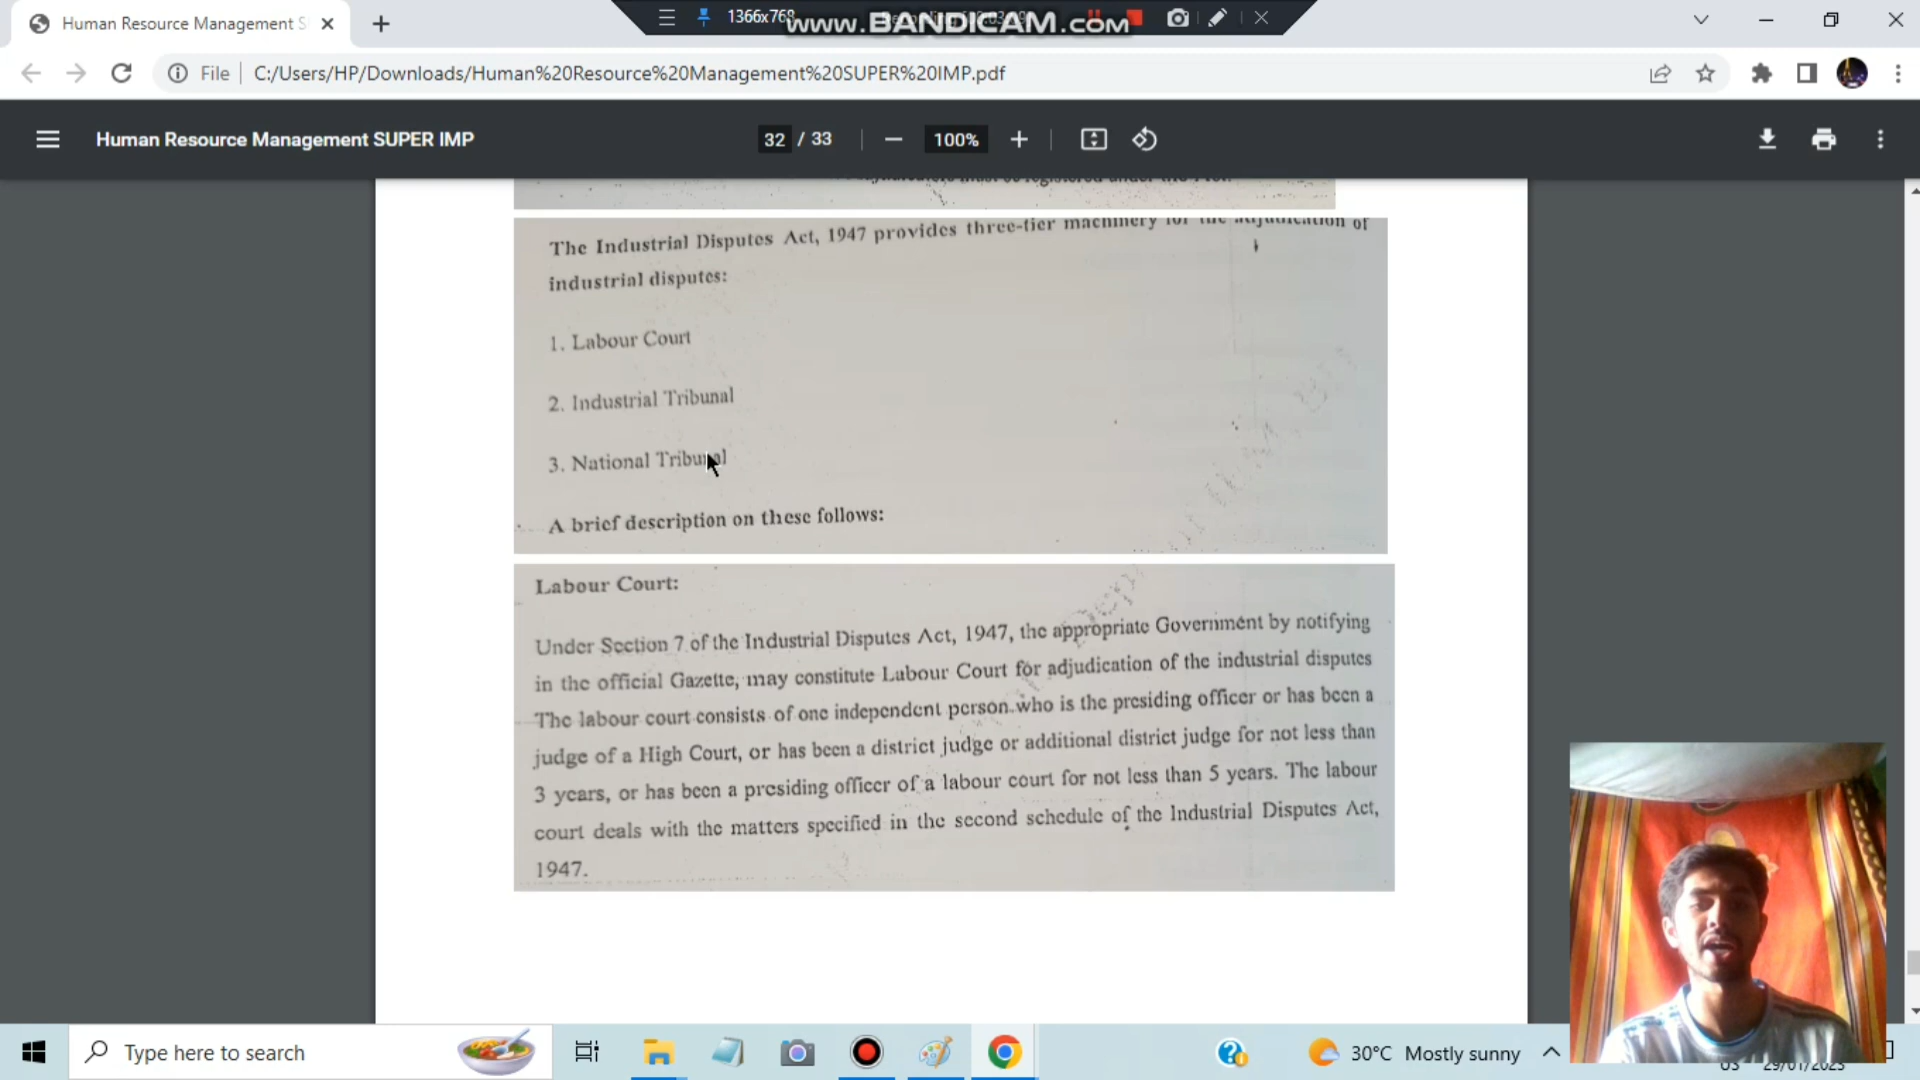 Human Resource Management S
1366x768
www.BANDICAM.com
File
C:/Users/HP/Downloads/Human%20Resource%20Management%20SUPER%20IMP.pdf
Human Resource Management SUPER IMP
32 / 33
100%
The Industrial Disputes Act, 1947 provides three-tier machinery for the adjudication of
industrial disputes:
1. Labour Court
2. Industrial Tribunal
3. National Tribunal
A brief description on these follows:
Labour Court:
Under Section 7 of the Industrial Disputes Act, 1947, the appropriate Government by notifying
in the official Gazette, may constitute Labour Court for adjudication of the industrial disputes
The labour court consists of one independent person who is the presiding officer or has been a
judge of a High Court, or has been a district judge or additional district judge for not less than
3 years, or has been a presiding officer of a labour court for not less than 5 years. The labour
court deals with the matters specified in the second schedule of the Industrial Disputes Act,
1947.
Type here to search
30°C Mostly sunny
US 29/01/2023